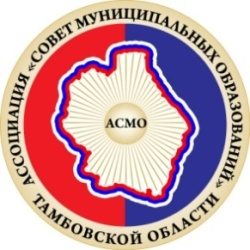 АССОЦИАЦИЯ «СОВЕТ МУНИЦИПАЛЬНЫХ ОБРАЗОВАНИЙ»
ТАМБОВСКОЙ ОБЛАСТИ
АСМО